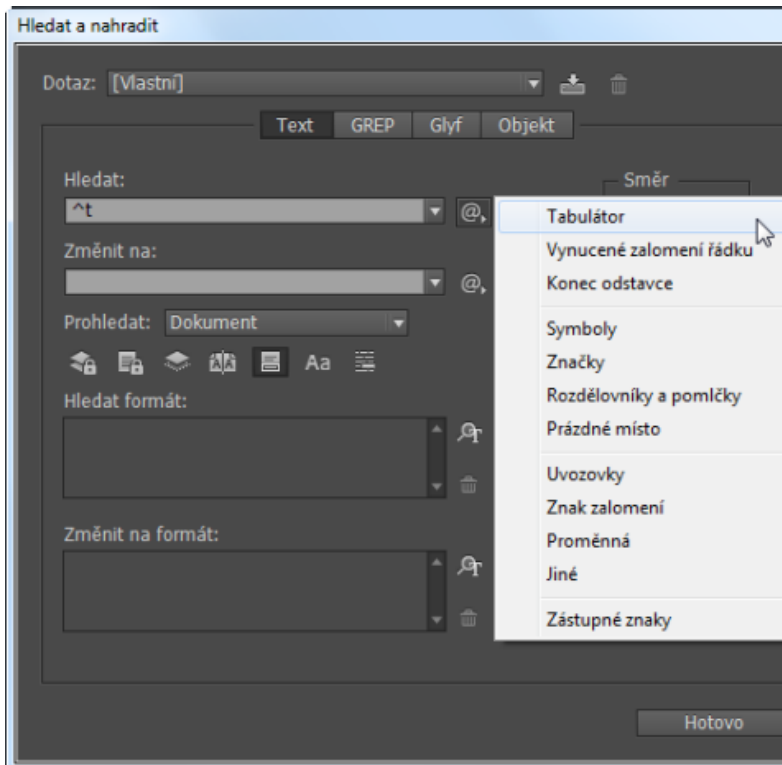 Hledat a nahradit
Dotaz: [Vlastní]
Text GREP Glyf Objekt
Hledat:
Směr
^t
@
Tabulátor
Vynucené zalomení řádku
Změnit na:
@
Konec odstavce
Prohledat: Dokument
Symboly
Aa
Značky
Rozdělovníky a pomlčky
Hledat formát:
Prázdné místo
Uvozovky
Znak zalomení
Změnit na formát:
Proměnná
Jiné
Zástupné znaky
Hotovo